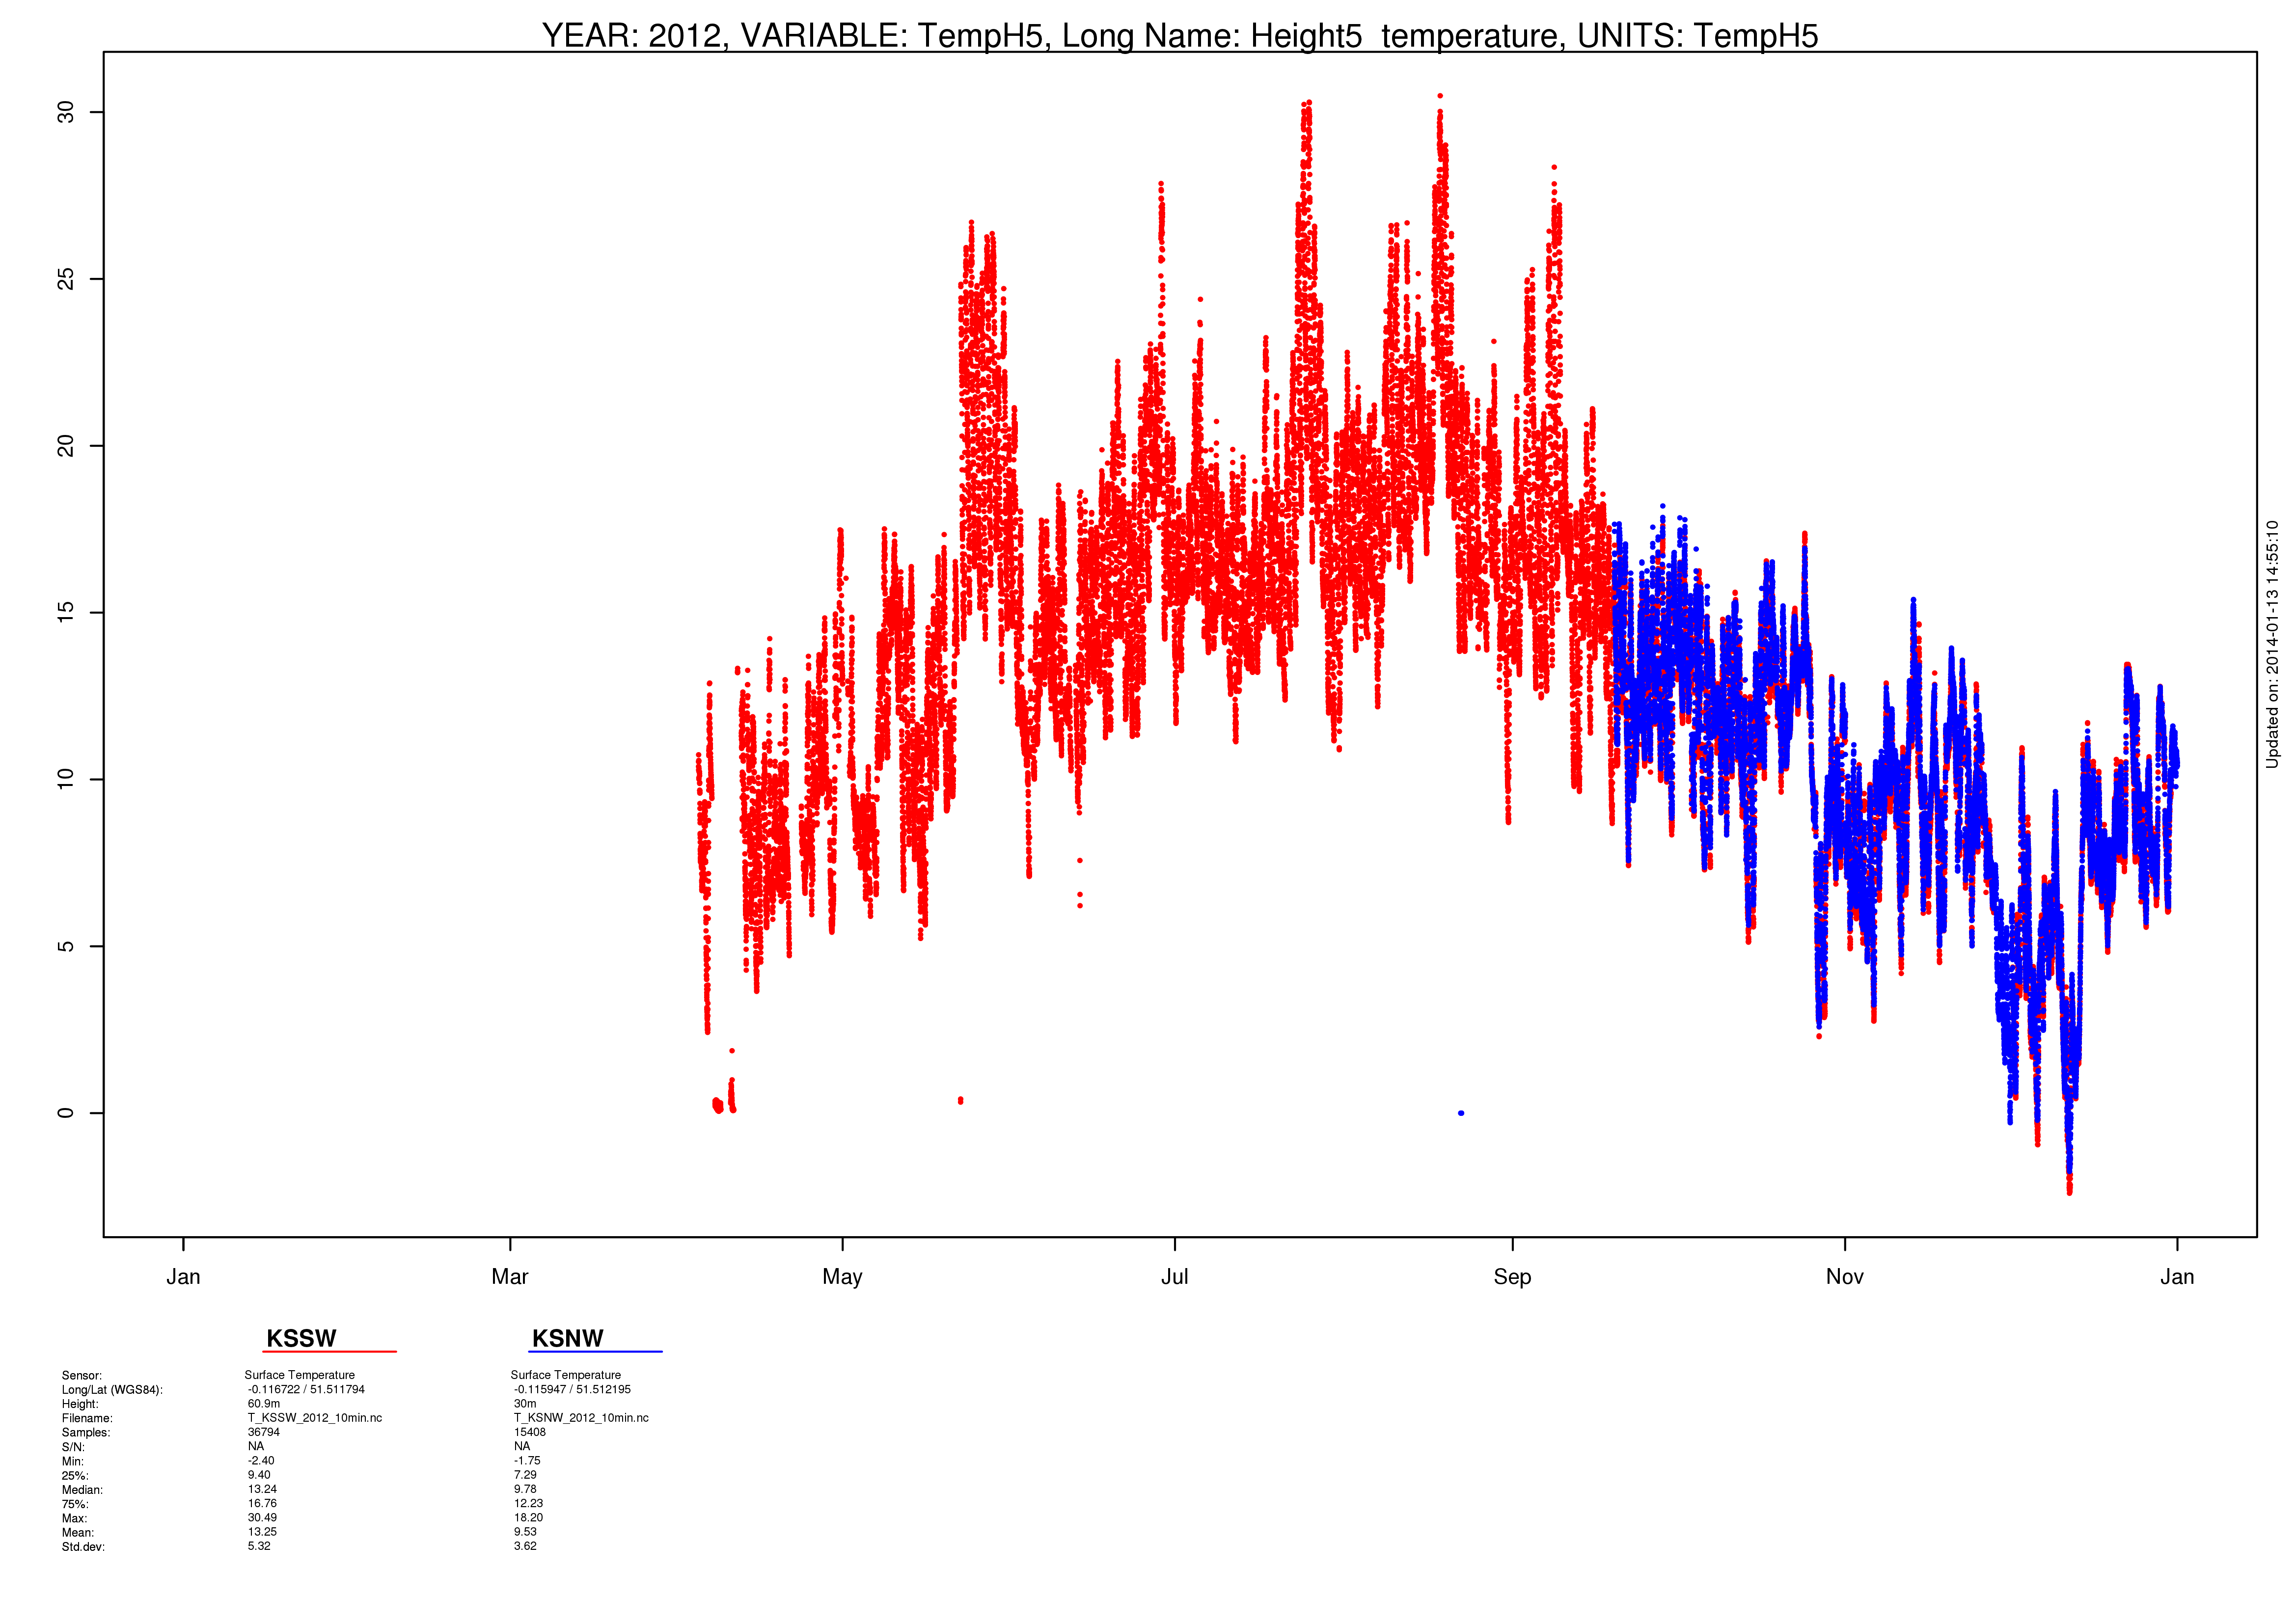 YEAR: 2012, VARIABLE: TempH5, Long Name: Height5  temperature, UNITS: TempH5
30
25
20
15
10
5
0
Jan Mar May Jul Sep Nov Jan
Updated on: 2014-01-13 14:55:10
KSSW KSNW
Sensor: Surface Temperature Surface Temperature
Long/Lat (WGS84): -0.116722 / 51.511794 -0.115947 / 51.512195
Height: 60.9m 30m
Filename: T_KSSW_2012_10min.nc T_KSNW_2012_10min.nc
Samples: 36794 15408
S/N: NA NA
Min: -2.40 -1.75
25%: 9.40 7.29
Median: 13.24 9.78
75%: 16.76 12.23
Max: 30.49 18.20
Mean: 13.25 9.53
Std.dev: 5.32 3.62